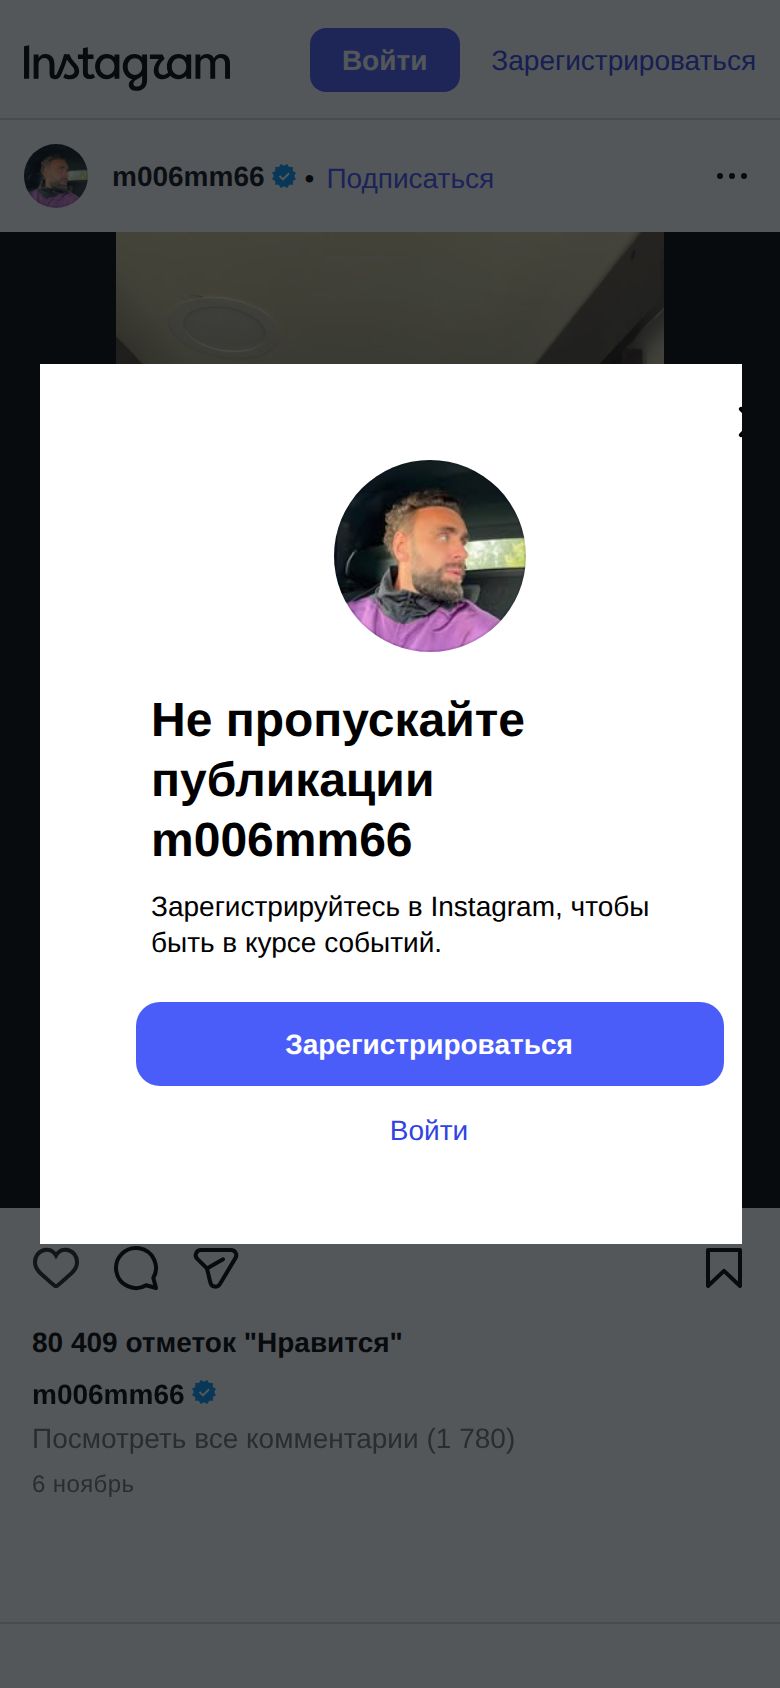 Instagram
Войти
Зарегистрироваться
m006mm66 • Подписаться
Не пропускайте
публикации
m006mm66
Зарегистрируйтесь в Instagram, чтобы
быть в курсе событий.
Зарегистрироваться
Войти
80 409 отметок "Нравится"
m006mm66
Посмотреть все комментарии (1 780)
6 ноябрь